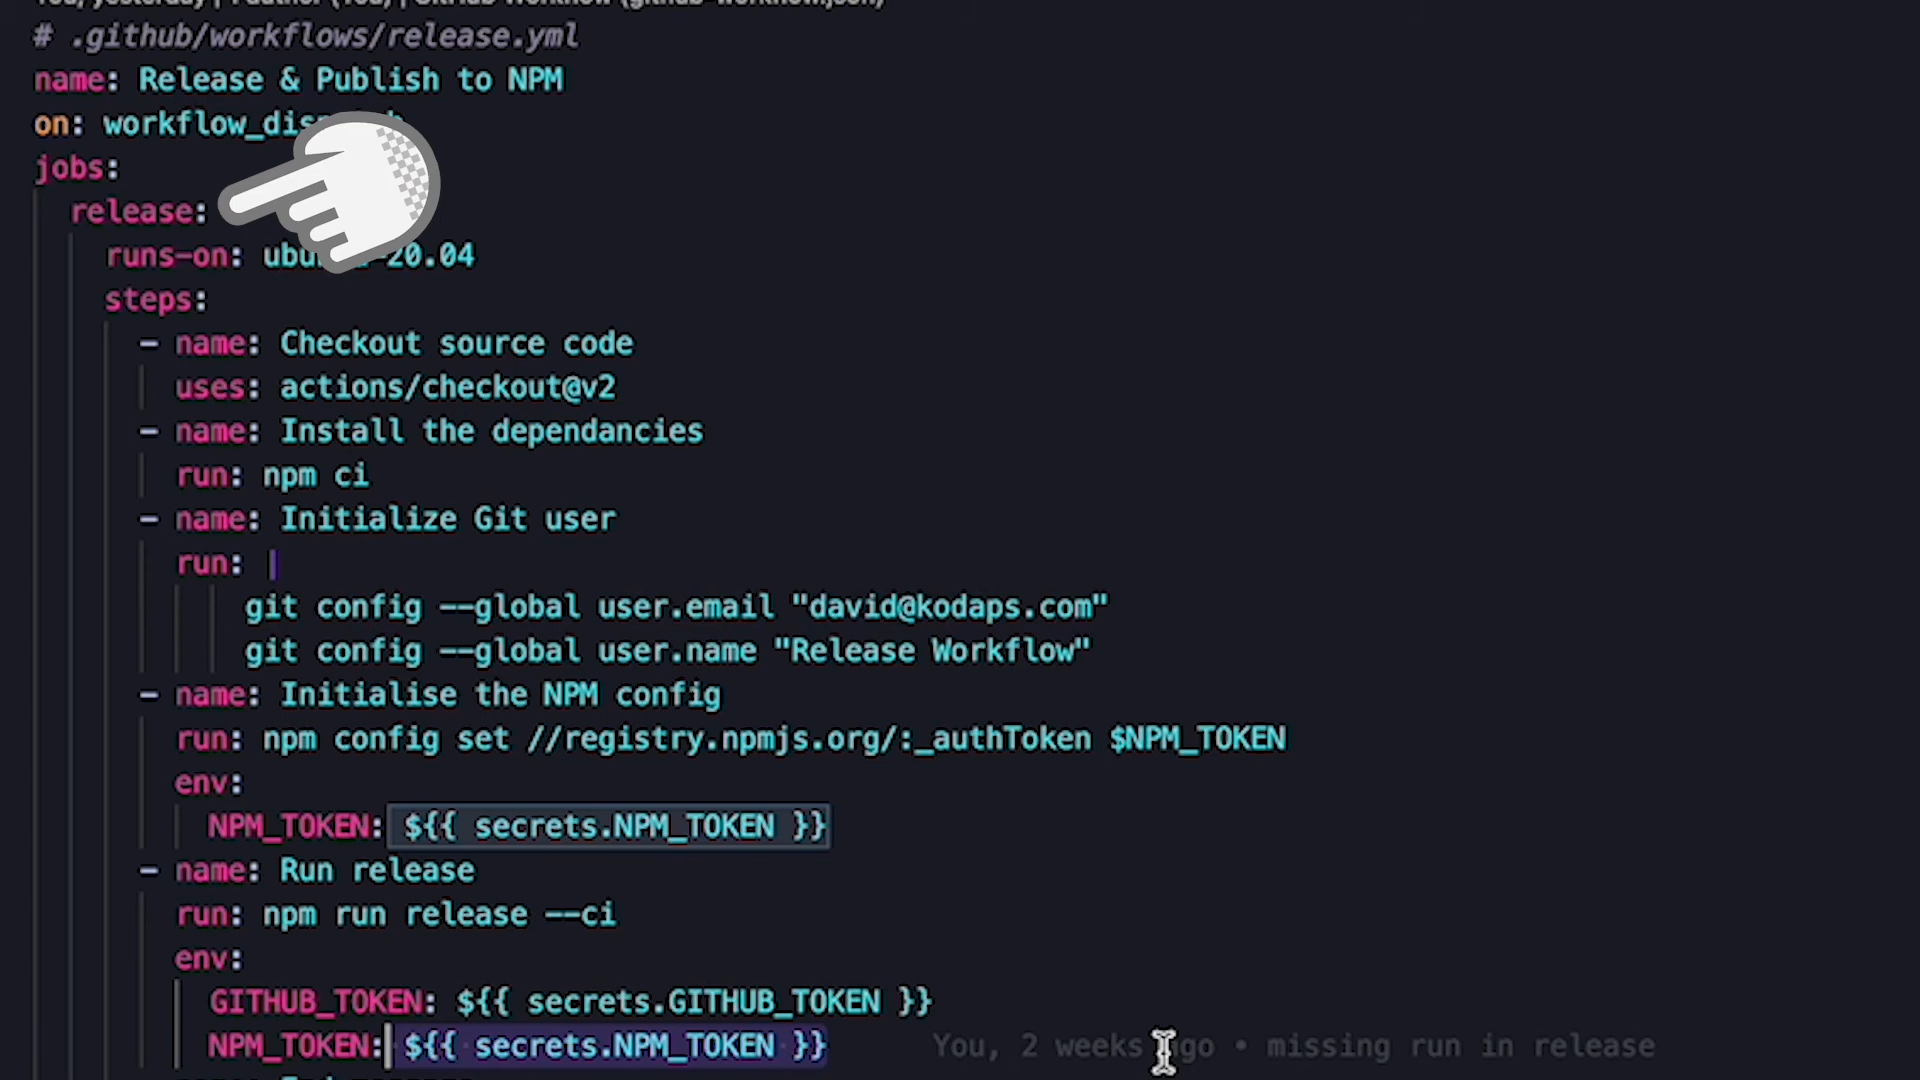 # .github/workflows/release.yml
name: Release & Publish to NPM
on:
jobs:
release:
runs-on:
steps:
- name: Checkout source code
uses: actions/checkout@v2
- name: Install the dependancies
run: npm ci
- name: Initialize Git user
run: |
git config --global user.email "david@kodaps.com"
git config --global user.name "Release Workflow"
- name: Initialise the NPM config
run: npm config set //registry.npmjs.org/:_authToken $NPM_TOKEN
env:
NPM_TOKEN: ${{ secrets.NPM_TOKEN }}
- name: Run release
run: npm run release --ci
env:
GITHUB_TOKEN: ${{ secrets.GITHUB_TOKEN }}
NPM_TOKEN: ${{ secrets.NPM_TOKEN }} You, 2 weeks ago • missing run in release